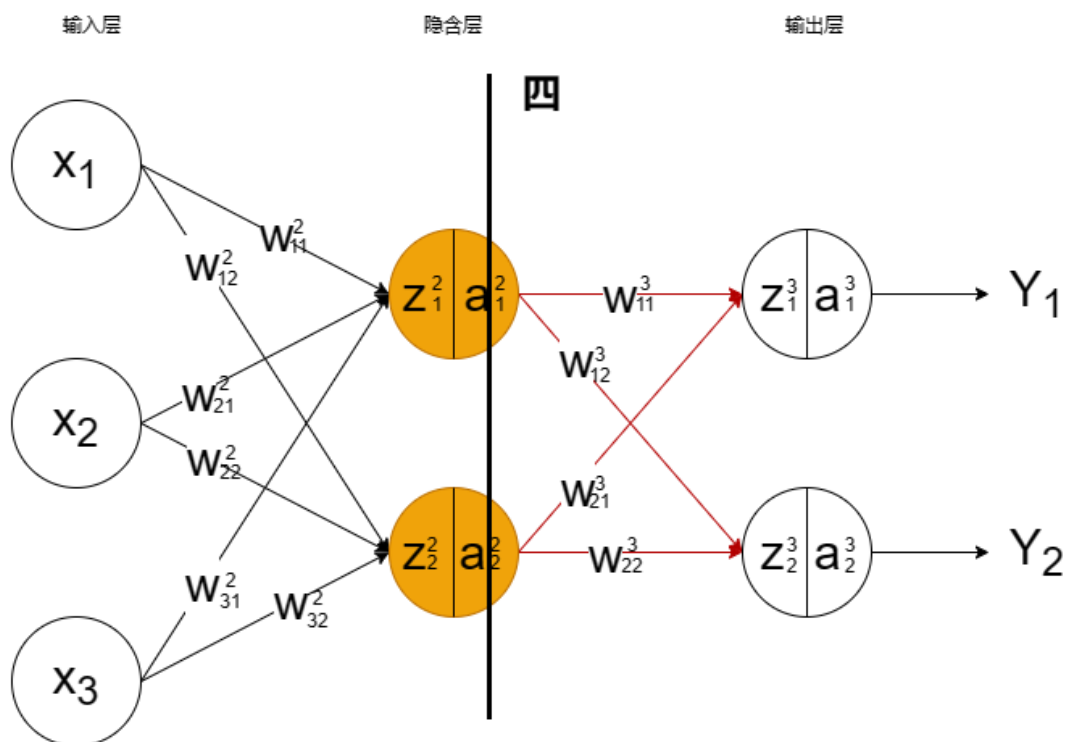 输入层 隐含层 输出层
四
x₁
W²₁₁
W²₁₂
z²₁ a²₁
W³₁₁
z³₁ a³₁
Y₁
W³₁₂
x₂
W²₂₁
W²₂₂
W³₂₁
z²₂ a²₂
W³₂₂
z³₂ a³₂
Y₂
W²₃₁
W²₃₂
x₃